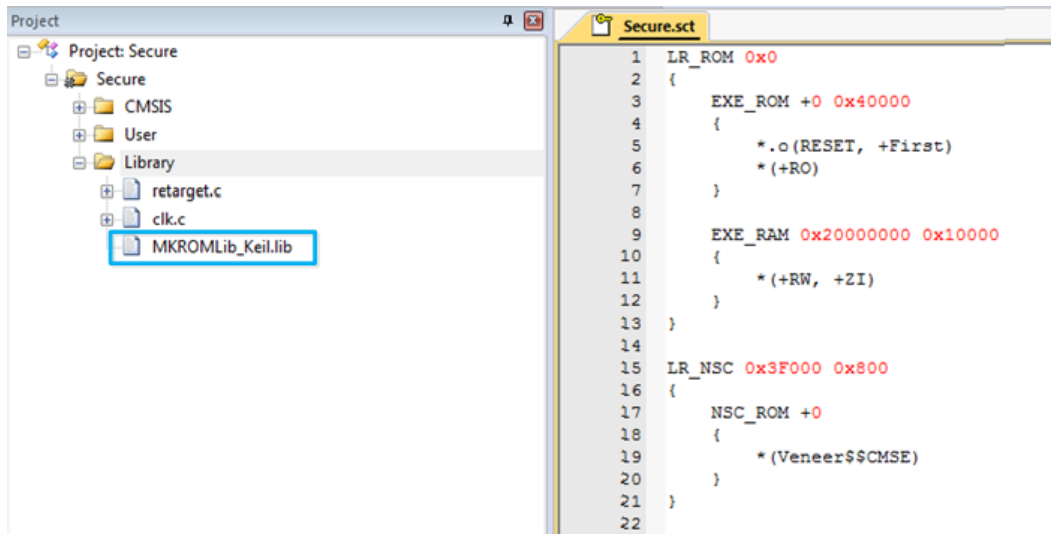 Project
Project: Secure
Secure
CMSIS
User
Library
retarget.c
clk.c
MKROMLib_Keil.lib
Secure.sct
1 LR_ROM 0x0
2 {
3 EXE_ROM +0 0x40000
4 {
5 *.o(RESET, +First)
6 *(+RO)
7 }
8
9 EXE_RAM 0x20000000 0x10000
10 {
11 *(+RW, +ZI)
12 }
13 }
14
15 LR_NSC 0x3F000 0x800
16 {
17 NSC_ROM +0
18 {
19 *(Veneer$$CMSE)
20 }
21 }
22